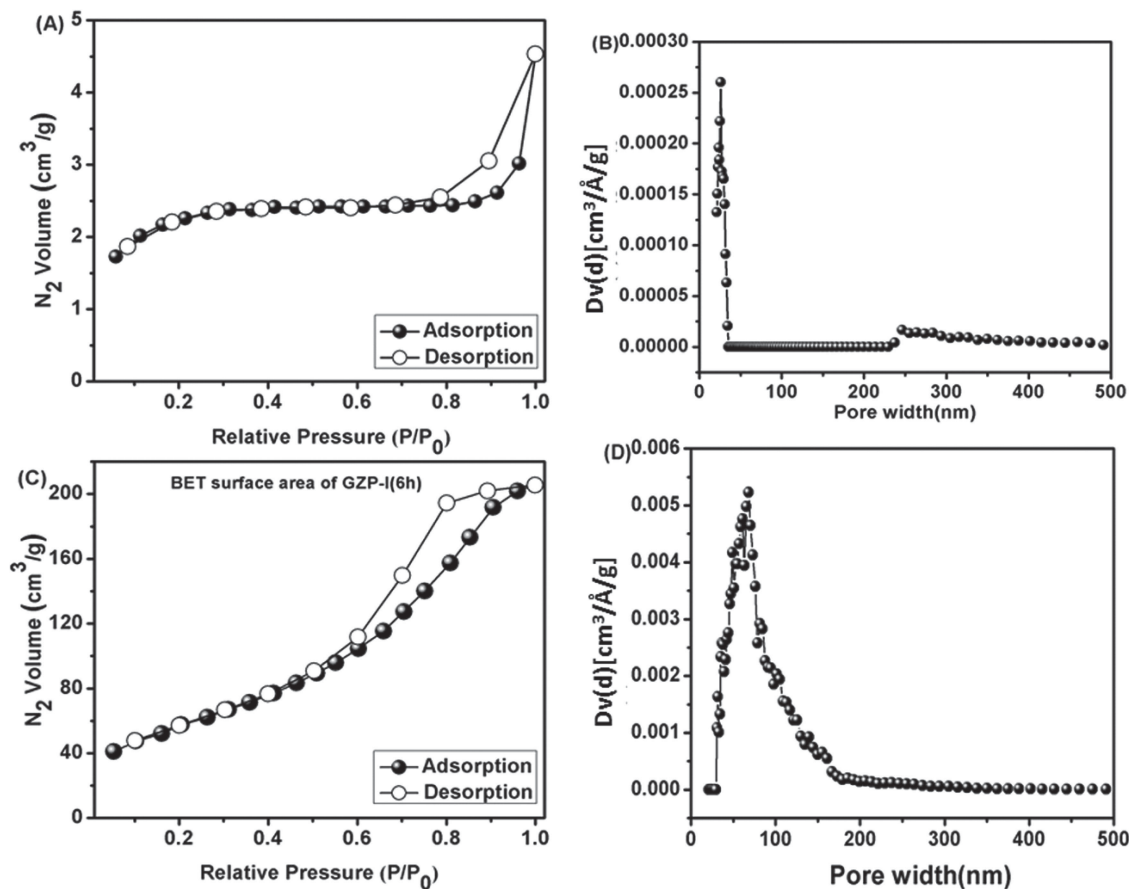 (A)
5
4
3
2
1
0
N₂ Volume (cm³/g)
Adsorption
Desorption
0.2 0.4 0.6 0.8 1.0
Relative Pressure (P/P₀)
(B)
0.00030
0.00025
0.00020
0.00015
0.00010
0.00005
0.00000
Dv(d)[cm³/Å/g]
0 50 100 200 300 400 500
Pore width(nm)
(C)
BET surface area of GZP-I(6h)
200
160
120
80
40
0
N₂ Volume (cm³/g)
Adsorption
Desorption
0.2 0.4 0.6 0.8 1.0
Relative Pressure (P/P₀)
(D)
0.006
0.005
0.004
0.003
0.002
0.001
0.000
Dv(d)[cm³/Å/g]
0 50 100 200 300 400 500
Pore width(nm)